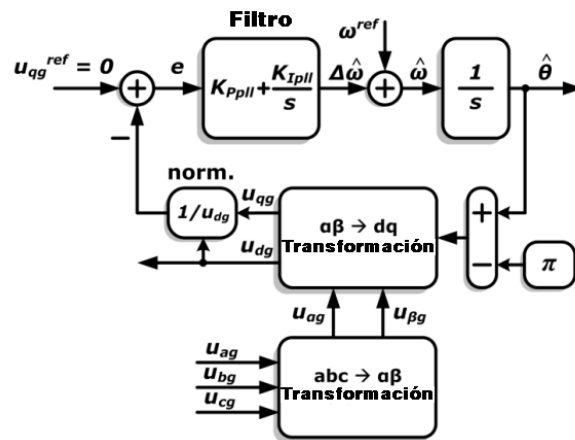 Filtro
ω^ref
u_qg^ref = 0
e
K_Ppll + K_Ipll/s
Δω̂
ω̂
1/s
θ̂
+
+
−
norm.
1/u_dg
u_qg
u_dg
αβ → dq
Transformación
+
−
π
u_αg
u_βg
u_ag
u_bg
u_cg
abc → αβ
Transformación